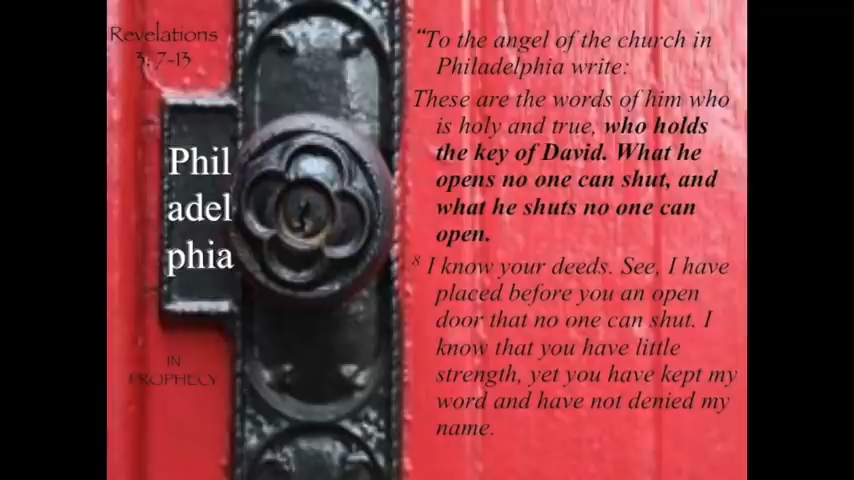 Revelations
3: 7-13
Phil
adel
phia
IN
PROPHECY
“To the angel of the church in
Philadelphia write:
These are the words of him who
is holy and true, who holds
the key of David. What he
opens no one can shut, and
what he shuts no one can
open.
8 I know your deeds. See, I have
placed before you an open
door that no one can shut. I
know that you have little
strength, yet you have kept my
word and have not denied my
name.